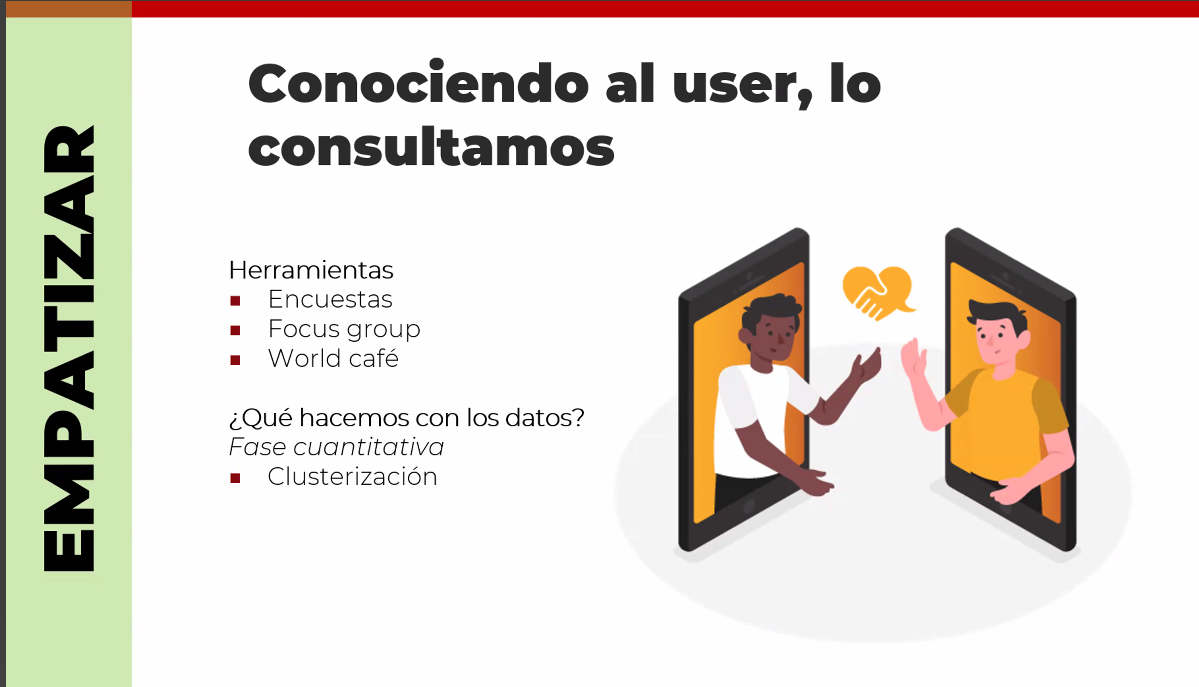 EMPATIZAR
Conociendo al user, lo
consultamos
Herramientas
▪ Encuestas
▪ Focus group
▪ World café
¿Qué hacemos con los datos?
Fase cuantitativa
▪ Clusterización